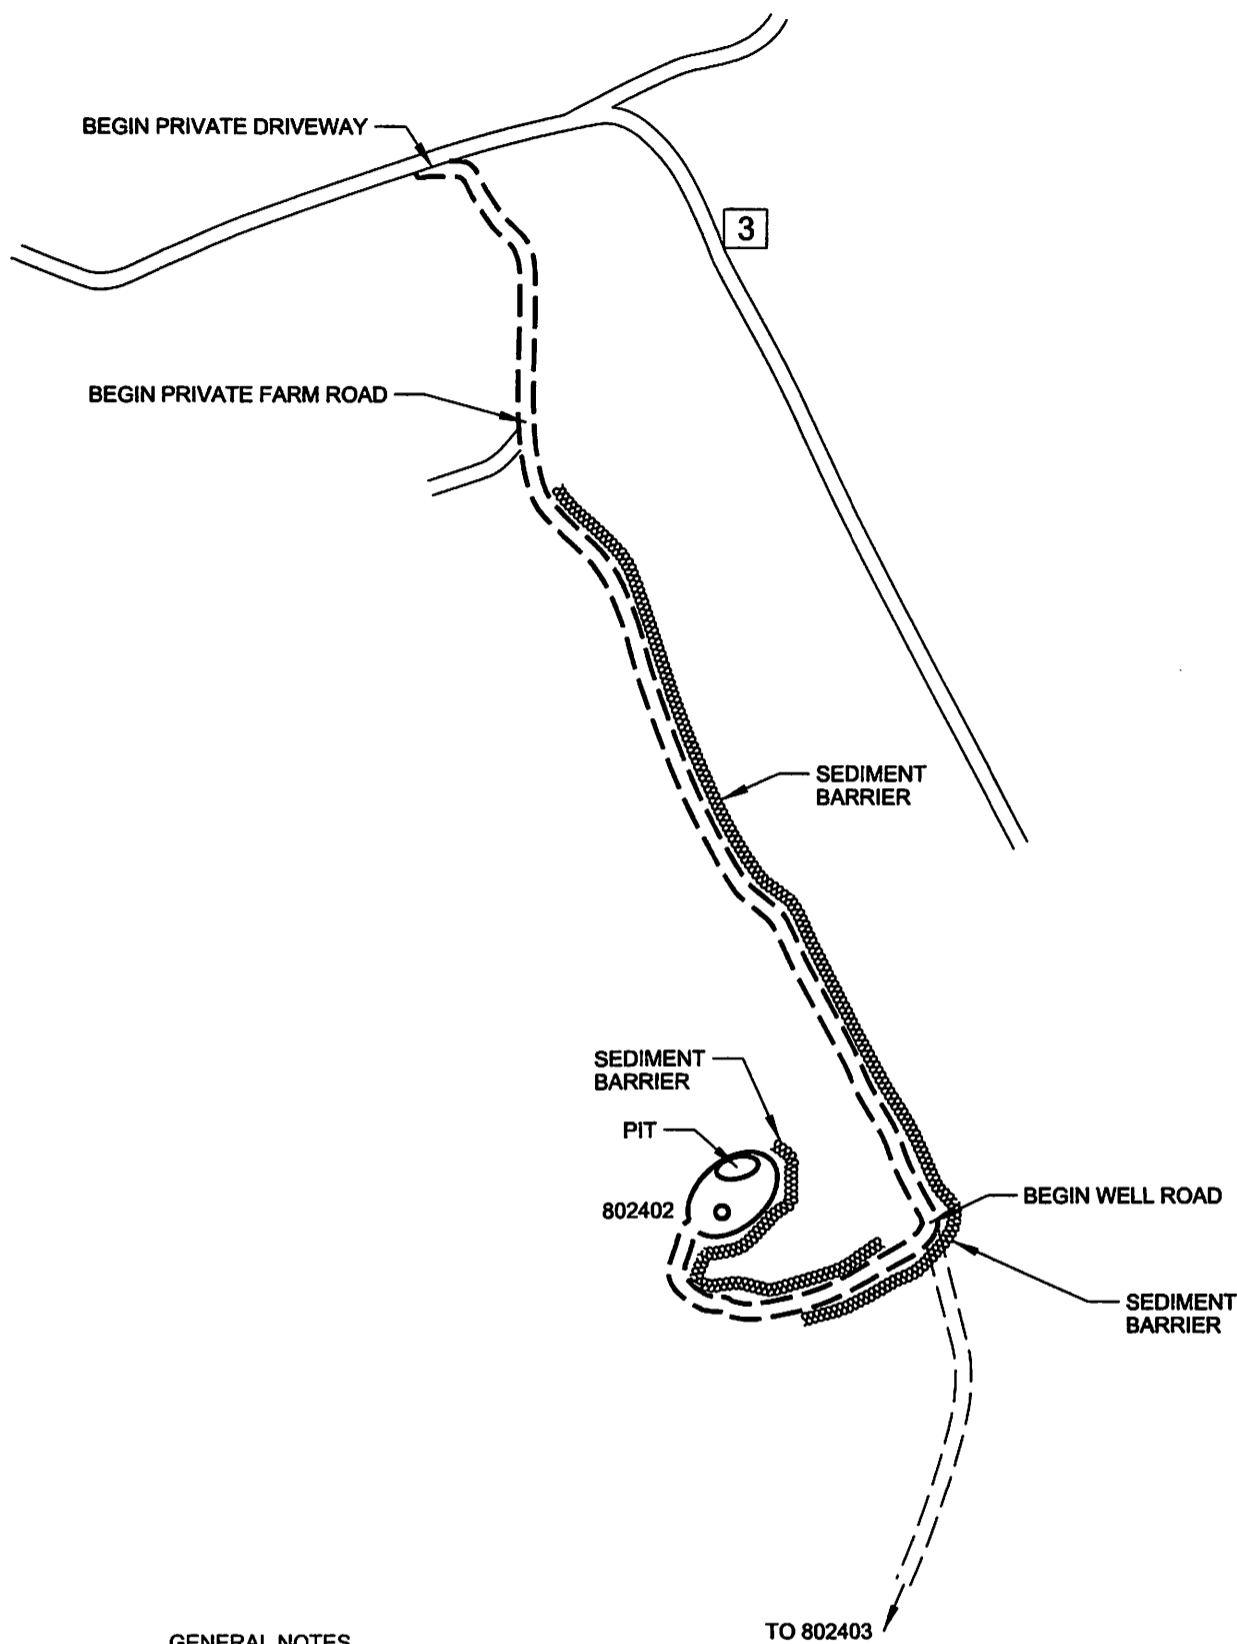 BEGIN PRIVATE DRIVEWAY
3
BEGIN PRIVATE FARM ROAD
SEDIMENT
BARRIER
SEDIMENT
BARRIER
PIT
802402
BEGIN WELL ROAD
SEDIMENT
BARRIER
TO 802403
GENERAL NOTES